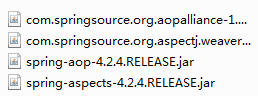 com.springsource.org.aopalliance-1....
com.springsource.org.aspectj.weaver...
spring-aop-4.2.4.RELEASE.jar
spring-aspects-4.2.4.RELEASE.jar